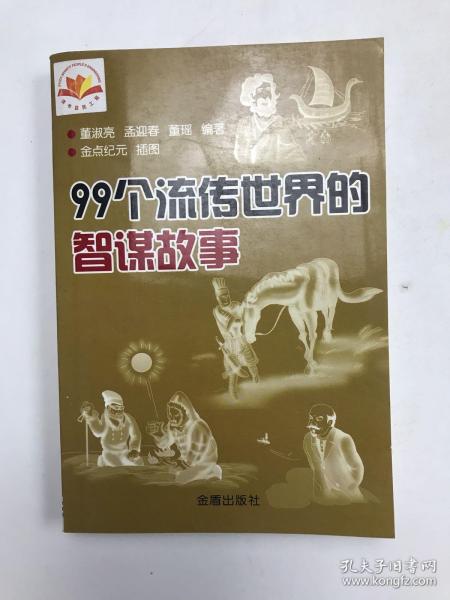 董淑亮 孟迎春 董瑶 编著
金点纪元 插图
99个流传世界的
智谋故事
金盾出版社
孔夫子旧书网
www.kongfz.com